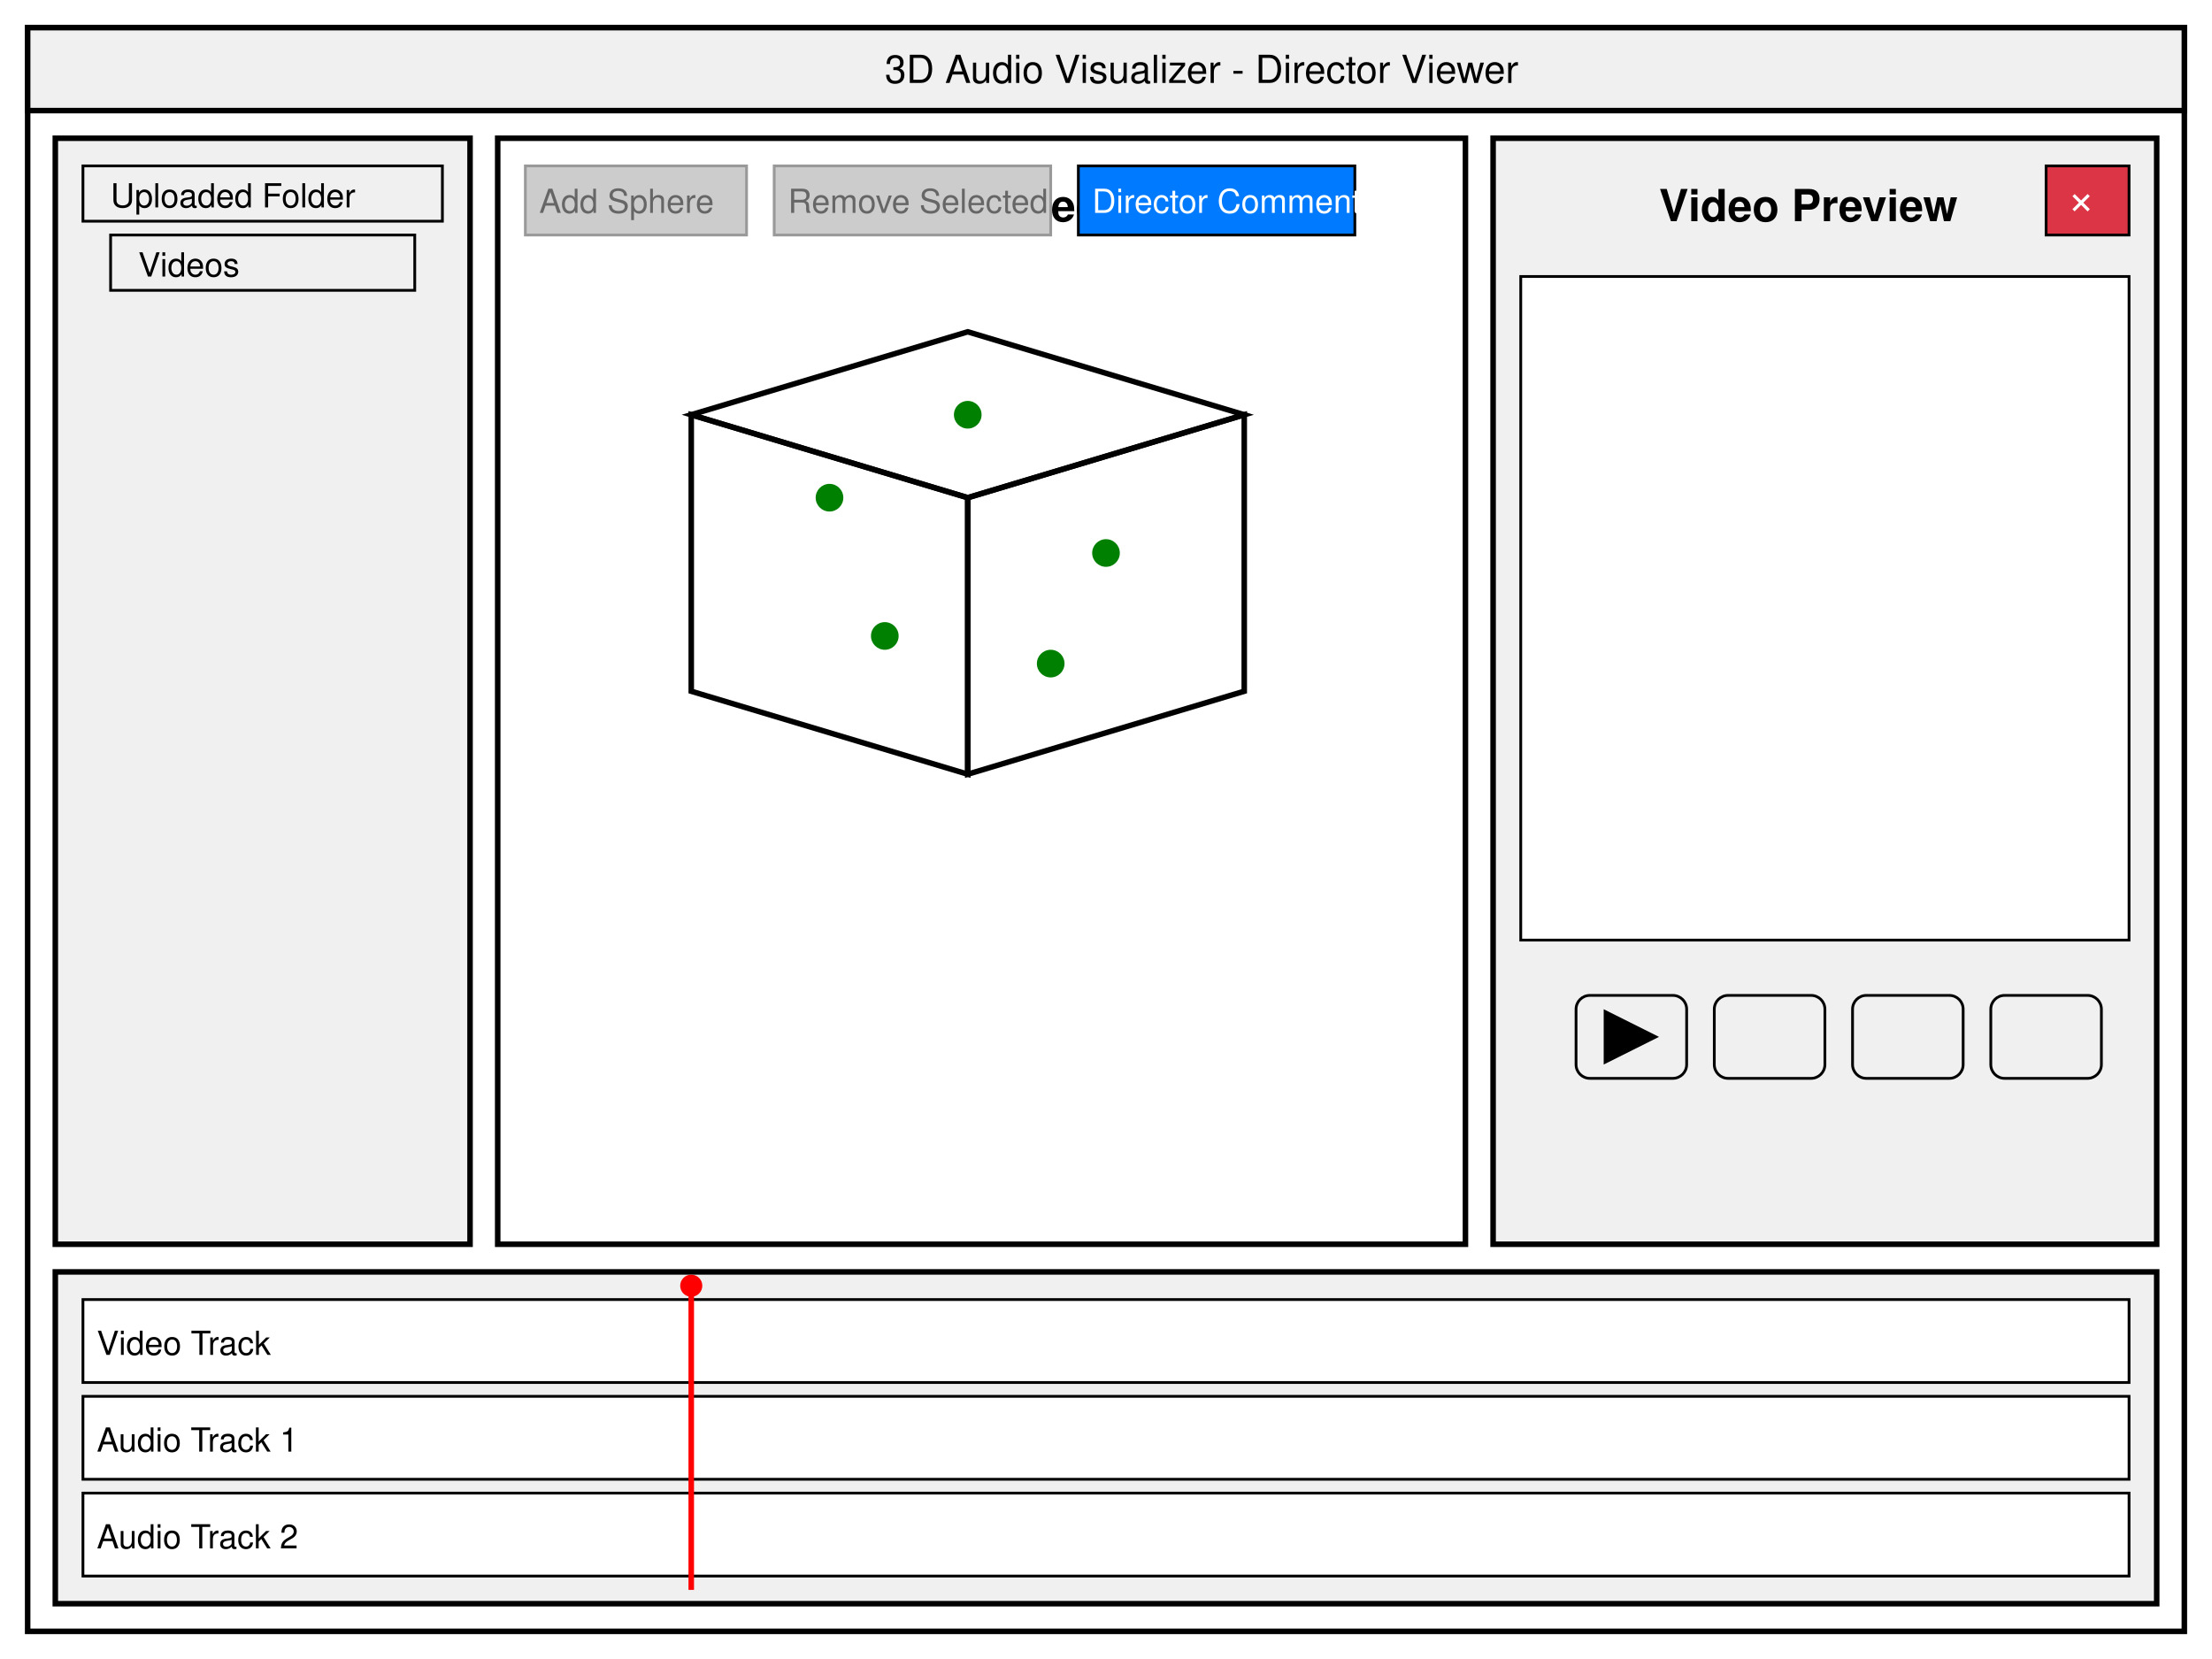 3D Audio Visualizer - Director Viewer
Uploaded Folder
Videos
Add Sphere
Remove Selected
Director Comment
Video Preview
×
Video Track
Audio Track 1
Audio Track 2